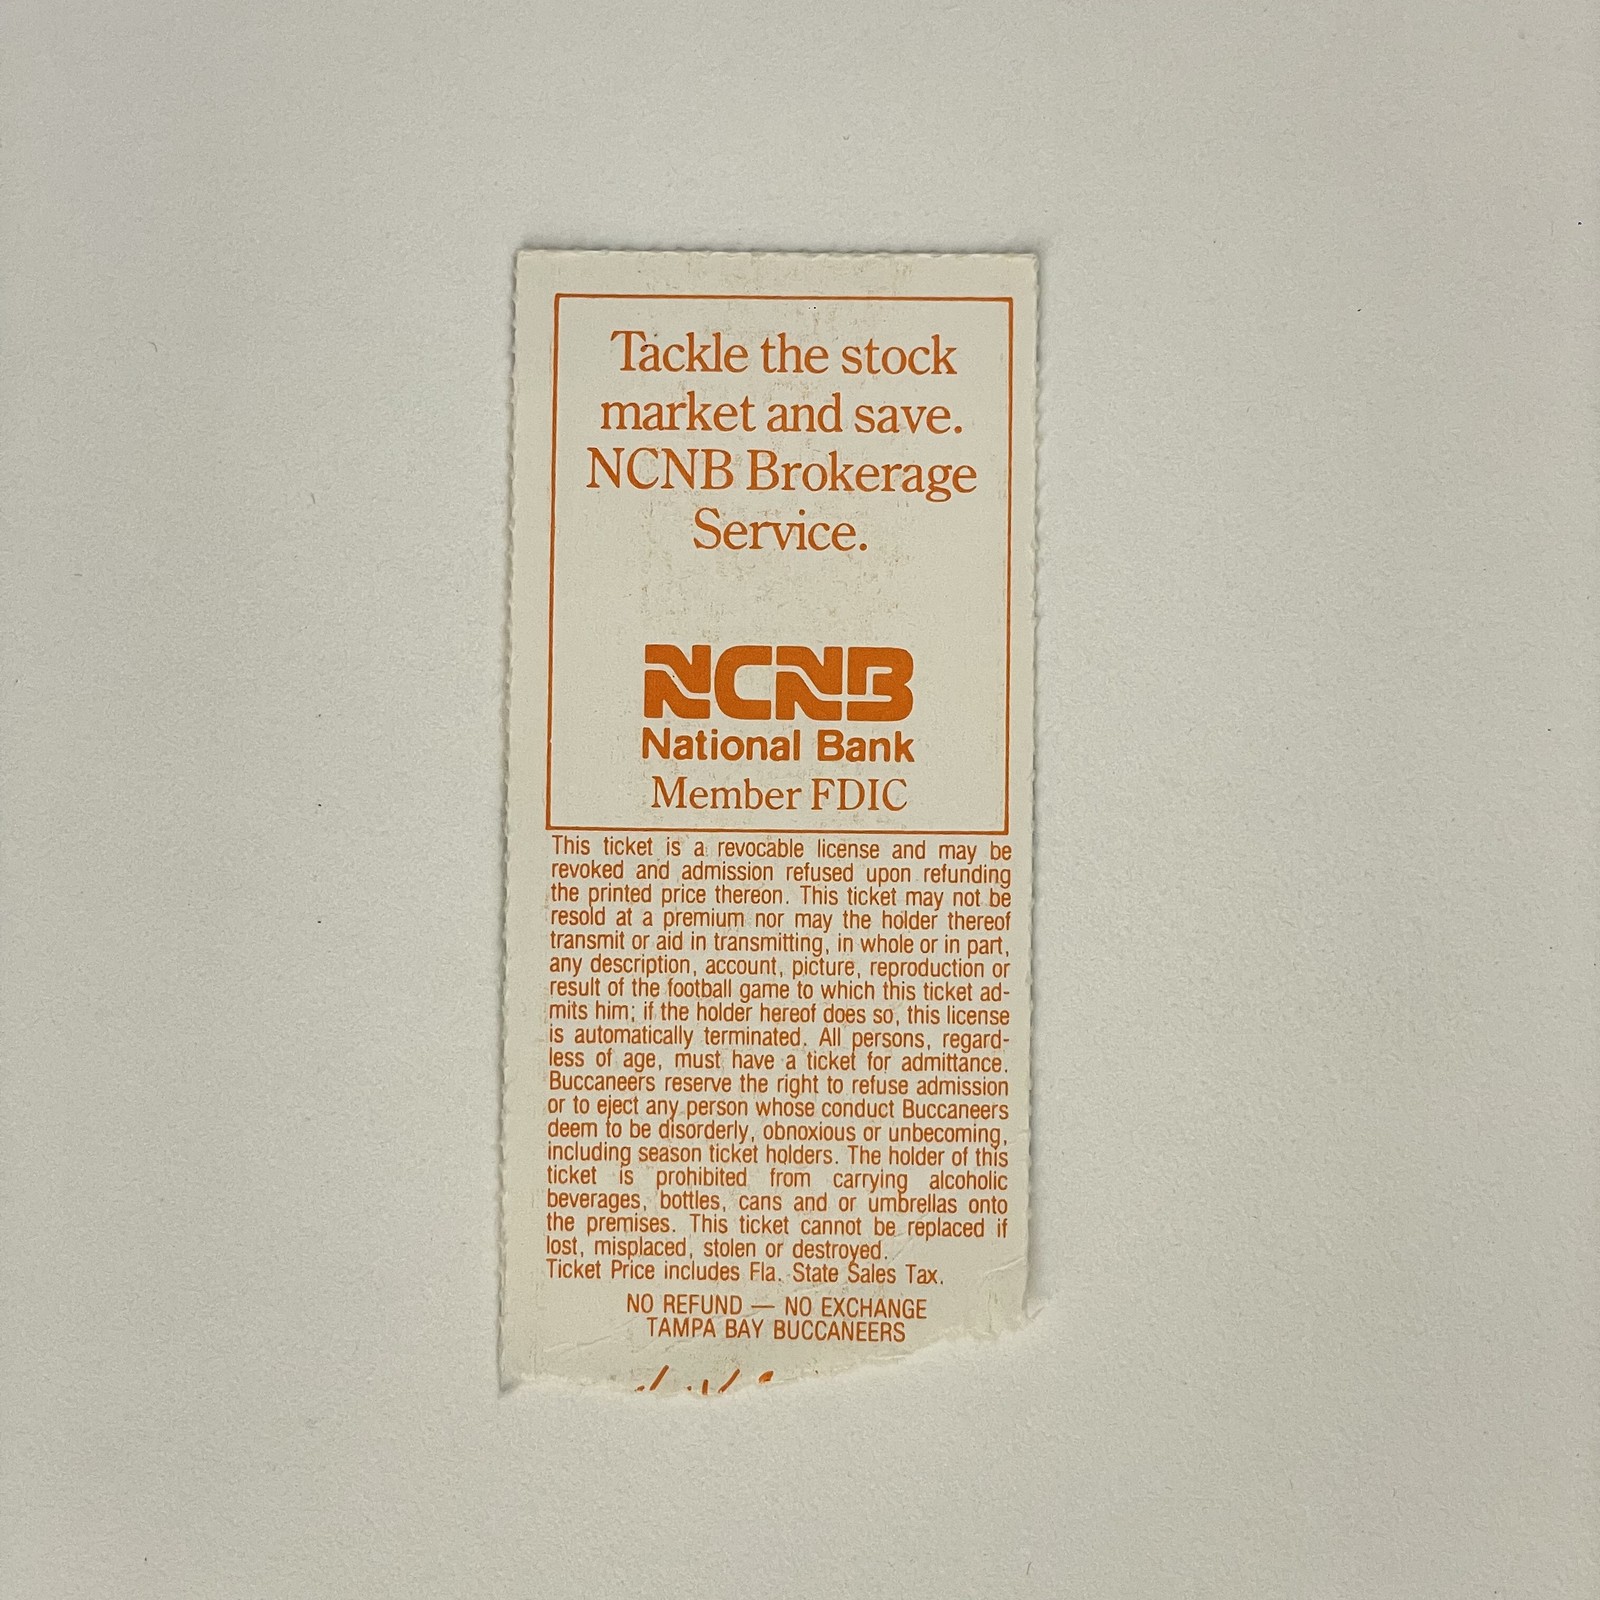 Tackle the stock
market and save.
NCNB Brokerage
Service.
NCNB
National Bank
Member FDIC
This ticket is a revocable license and may be
revoked and admission refused upon refunding
the printed price thereon. This ticket may not be
resold at a premium nor may the holder thereof
transmit or aid in transmitting, in whole or in part,
any description, account, picture, reproduction or
result of the football game to which this ticket ad-
mits him; if the holder hereof does so, this license
is automatically terminated. All persons, regard-
less of age, must have a ticket for admittance.
Buccaneers reserve the right to refuse admission
or to eject any person whose conduct Buccaneers
deem to be disorderly, obnoxious or unbecoming,
including season ticket holders. The holder of this
ticket is prohibited from carrying alcoholic
beverages, bottles, cans and or umbrellas onto
the premises. This ticket cannot be replaced if
lost, misplaced, stolen or destroyed.
Ticket Price includes Fla. State Sales Tax.
NO REFUND — NO EXCHANGE
TAMPA BAY BUCCANEERS